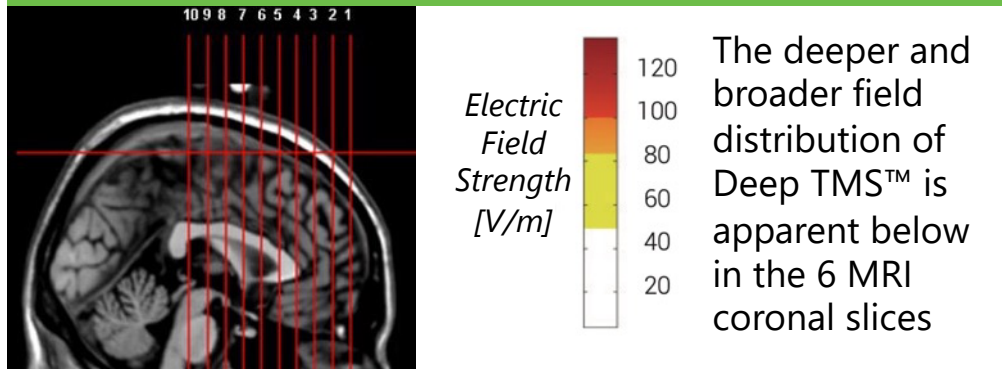 10 9 8 7 6 5 4 3 2 1
Electric
Field
Strength
[V/m]
120
100
80
60
40
20
The deeper and
broader field
distribution of
Deep TMS™ is
apparent below
in the 6 MRI
coronal slices